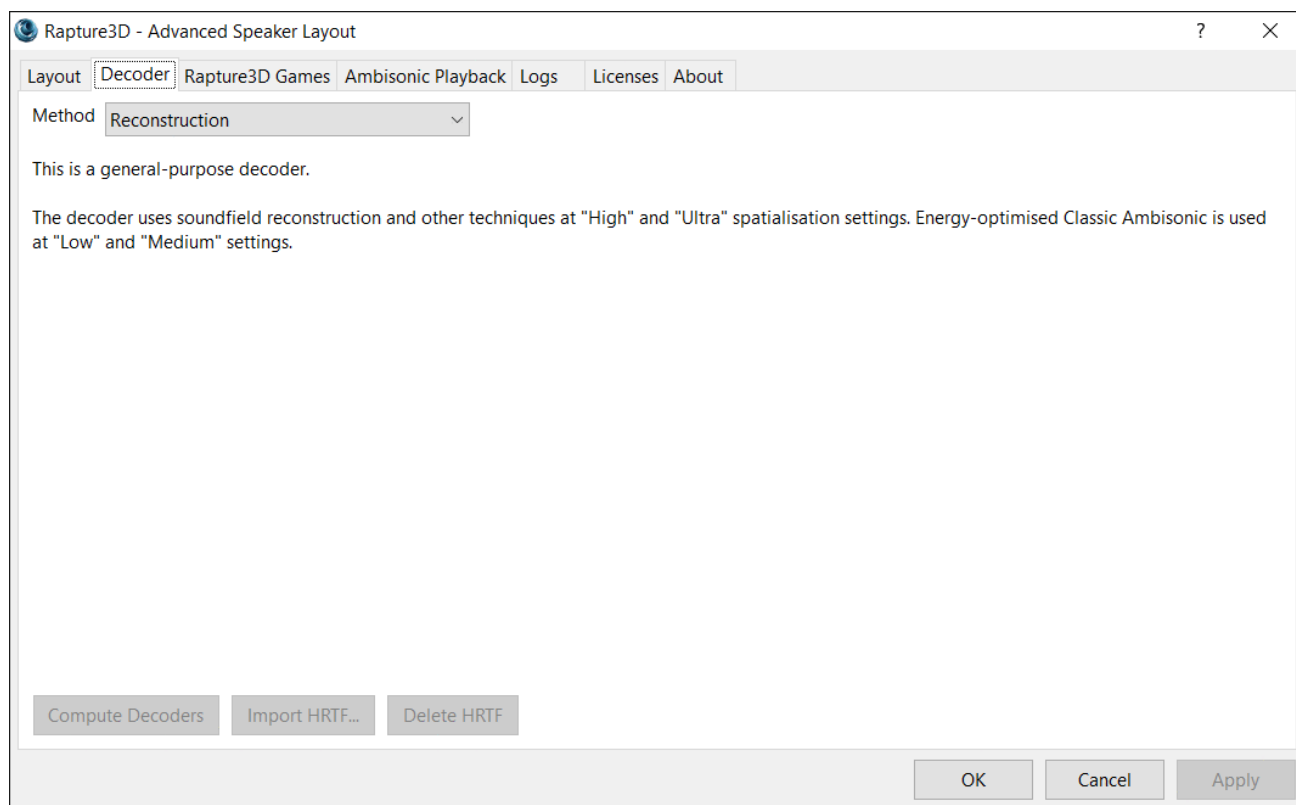 Rapture3D - Advanced Speaker Layout
Layout Decoder Rapture3D Games Ambisonic Playback Logs Licenses About
Method Reconstruction
This is a general-purpose decoder.
The decoder uses soundfield reconstruction and other techniques at "High" and "Ultra" spatialisation settings. Energy-optimised Classic Ambisonic is used
at "Low" and "Medium" settings.
Compute Decoders Import HRTF... Delete HRTF
OK Cancel Apply